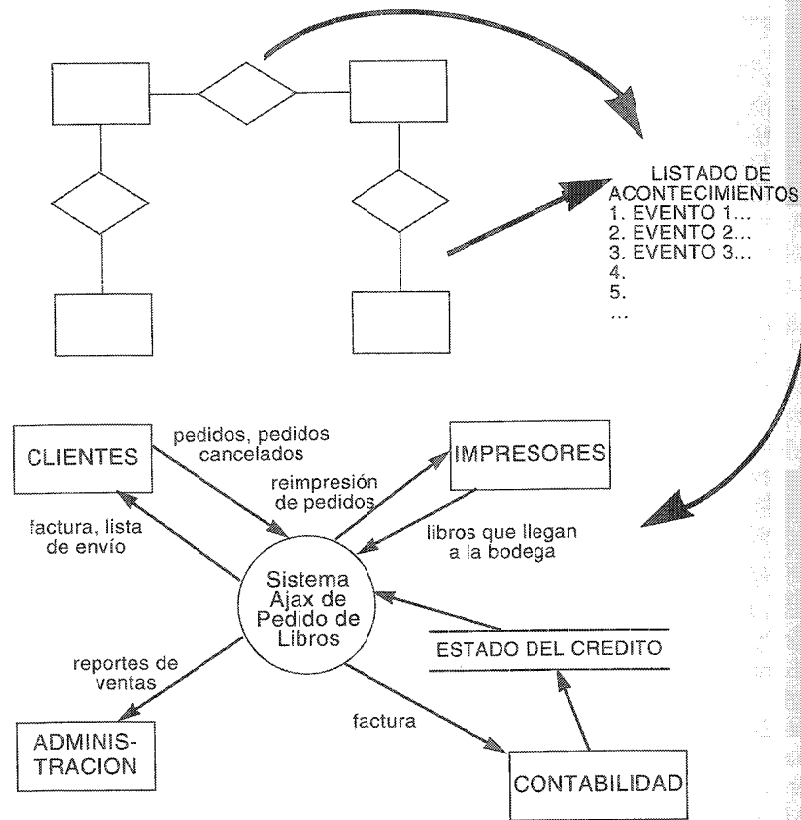 LISTADO DE
ACONTECIMIENTOS
1. EVENTO 1...
2. EVENTO 2...
3. EVENTO 3...
4.
5.
...
CLIENTES
pedidos, pedidos
cancelados
IMPRESORES
reimpresión
de pedidos
factura, lista
de envío
libros que llegan
a la bodega
Sistema
Ajax de
Pedido de
Libros
ESTADO DEL CREDITO
reportes de
ventas
factura
ADMINIS-
TRACION
CONTABILIDAD